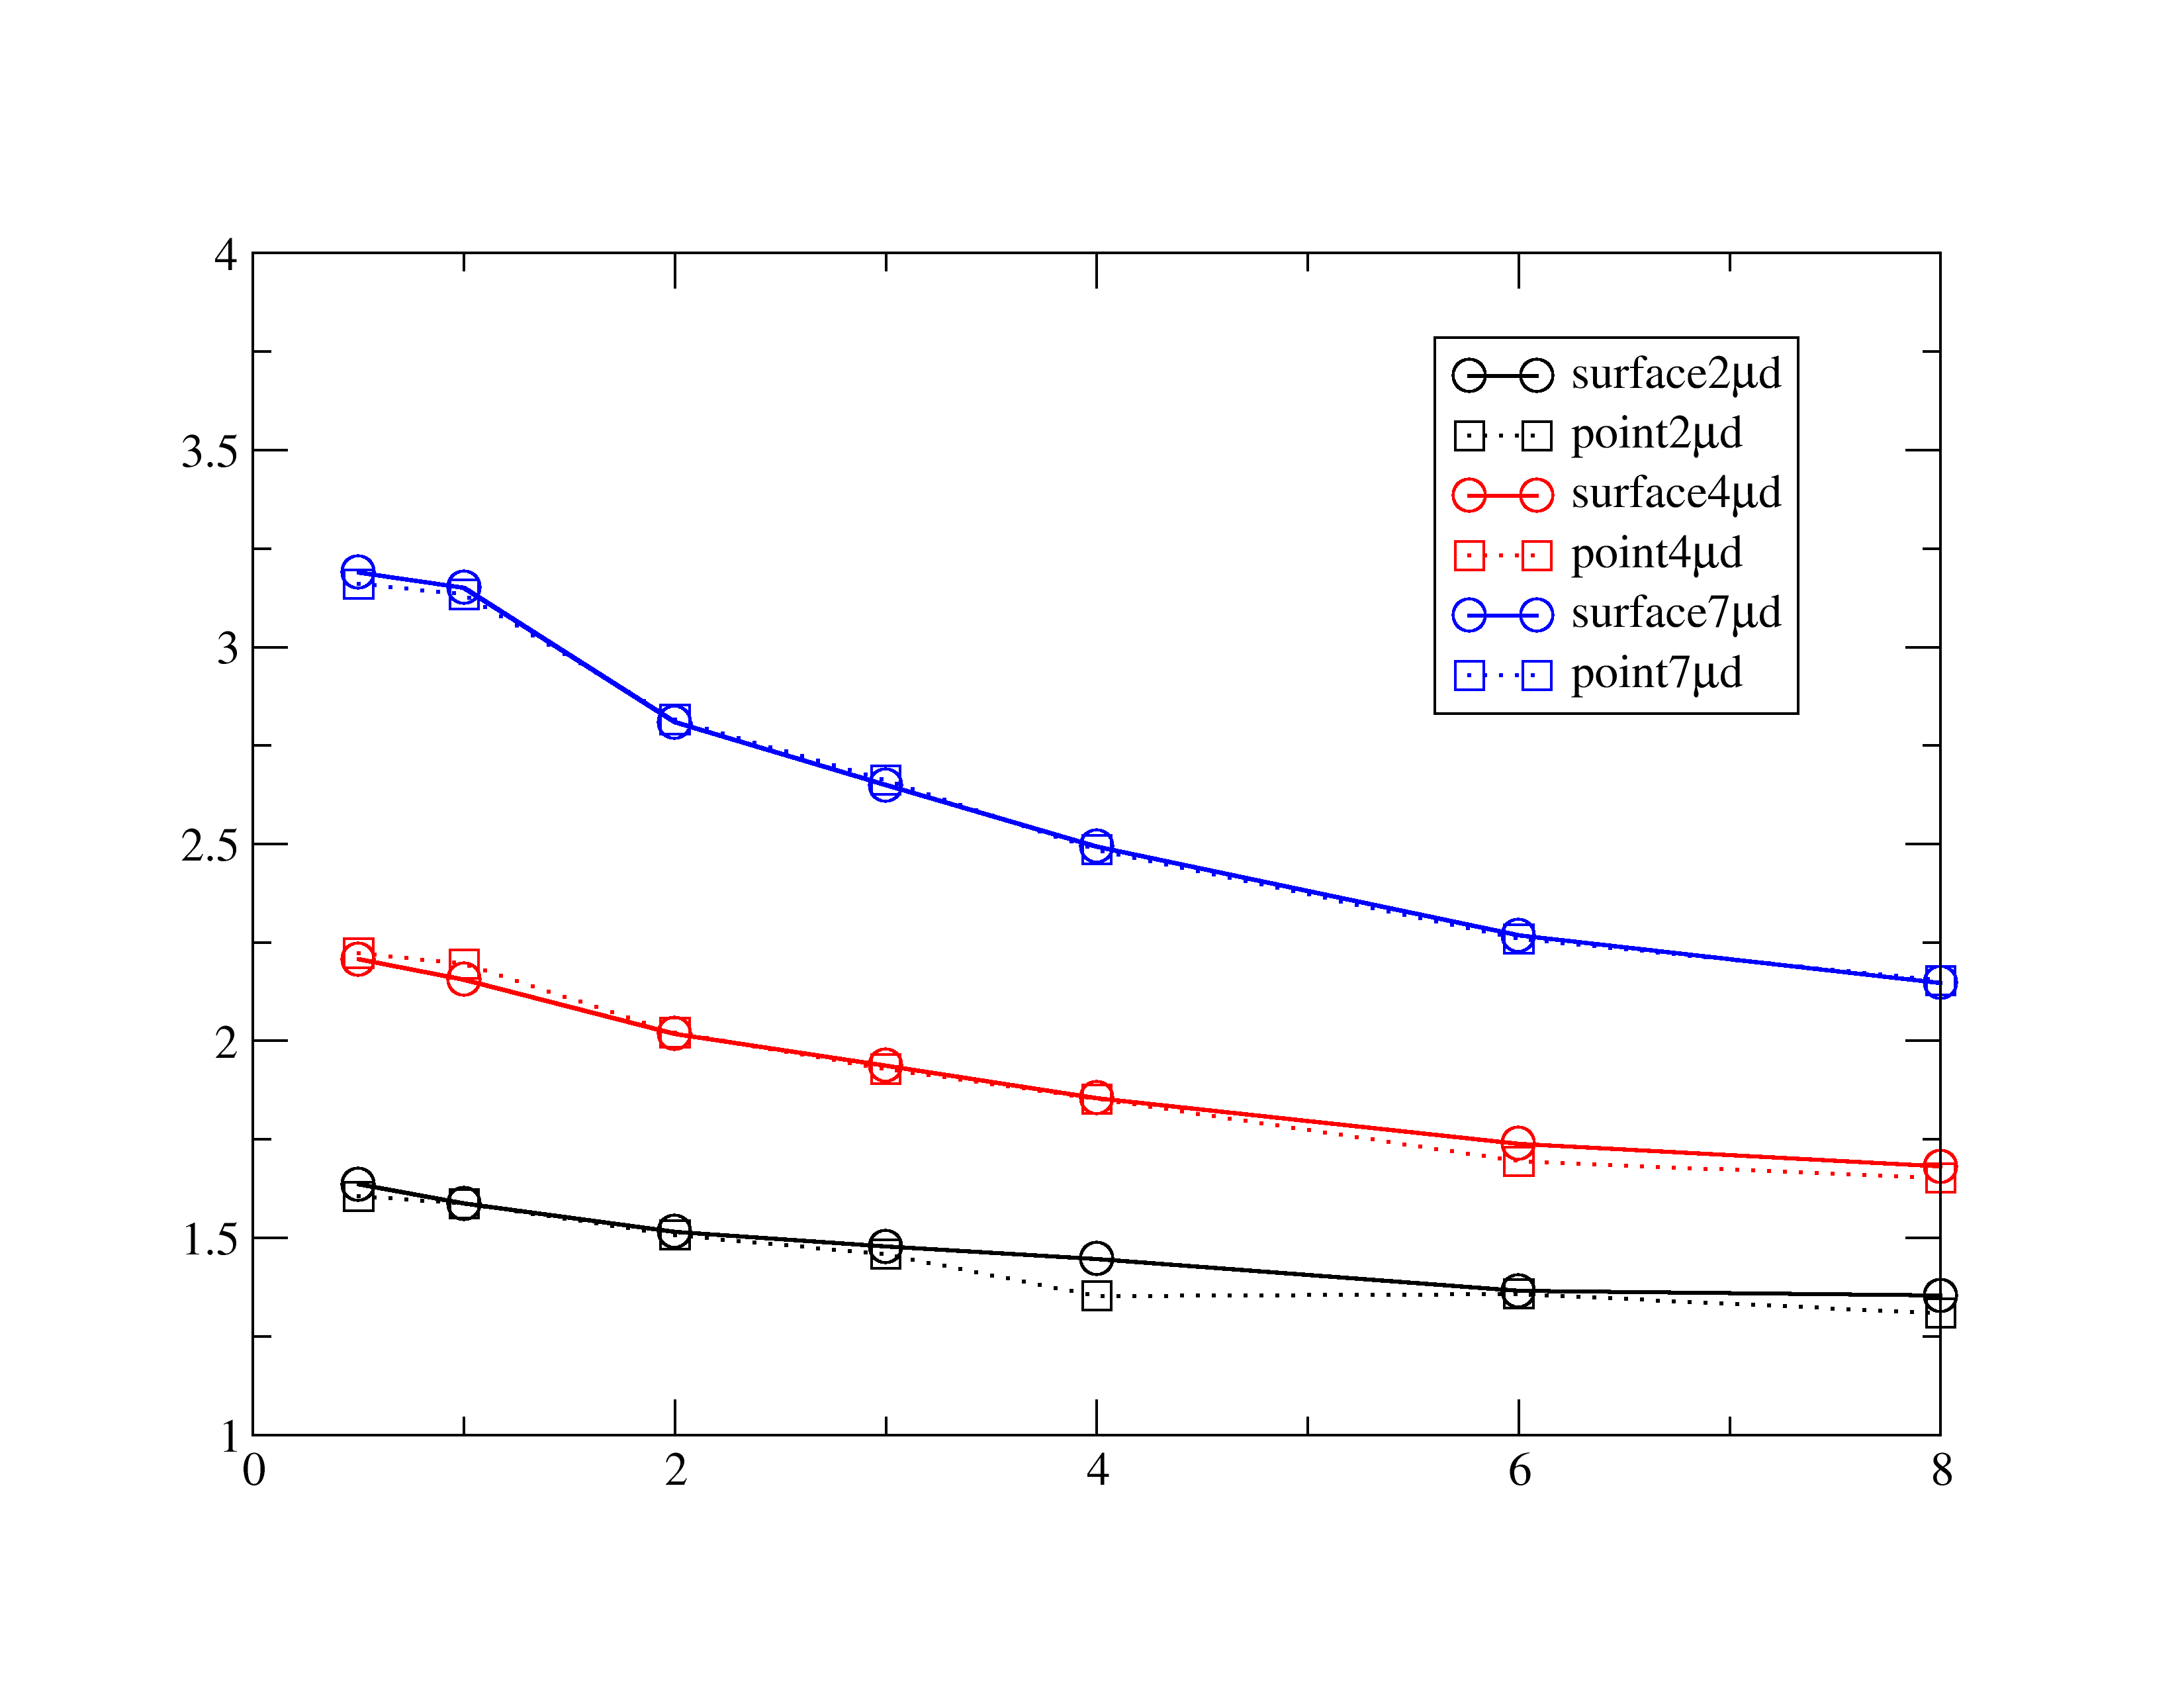 4
3.5
3
2.5
2
1.5
1
0 2 4 6 8
surface2μd
point2μd
surface4μd
point4μd
surface7μd
point7μd